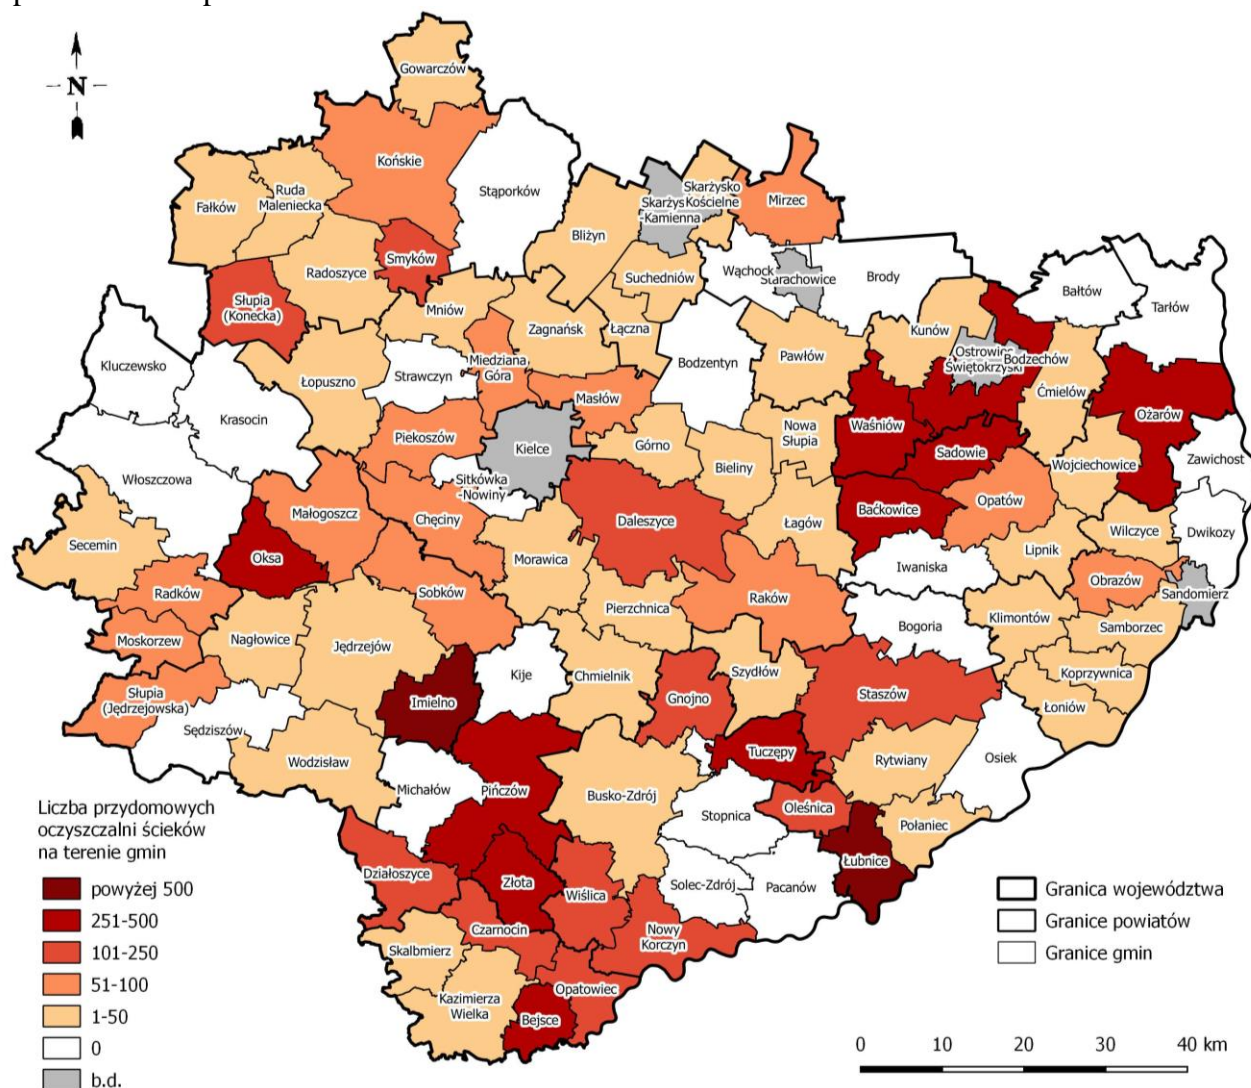 Gowarczów
N
Końskie
Stąporków
Ruda
Maleniecka
Fałków
Skarżysko
Kościelne
Skarżys
-Kamienna
Mirzec
Bliżyn
Smyków
Radoszyce
Suchedniów
Wąchock
Starachowice
Brody
Bałtów
Tarłów
Słupia
(Konecka)
Mniów
Zagnańsk
Łączna
Kunów
Kluczewsko
Łopuszno
Strawczyn
Miedziana
Góra
Bodzentyn
Pawłów
Ostrowiec
Świętokrzyski
Bodzechów
Ćmielów
Masłów
Ożarów
Krasocin
Piekoszów
Kielce
Górno
Nowa
Słupia
Waśniów
Sadowie
Wojciechowice
Zawichost
Włoszczowa
Sitkówka
-Nowiny
Bieliny
Opatów
Małogoszcz
Chęciny
Daleszyce
Łagów
Baćkowice
Wilczyce
Dwikozy
Secemin
Oksa
Morawica
Lipnik
Iwaniska
Radków
Sobków
Pierzchnica
Raków
Obrazów
Sandomierz
Moskorzew
Nagłowice
Jędrzejów
Bogoria
Klimontów
Samborzec
Słupia
(Jędrzejowska)
Kije
Chmielnik
Szydłów
Koprzywnica
Imielno
Gnojno
Staszów
Łoniów
Sędziszów
Wodzisław
Tuczępy
Rytwiany
Osiek
Michałów
Pińczów
Busko-Zdrój
Stopnica
Oleśnica
Połaniec
Działoszyce
Złota
Wiślica
Solec-Zdrój
Pacanów
Łubnice
Czarnocin
Nowy
Korczyn
Skalbmierz
Kazimierza
Wielka
Opatowiec
Bejsce
Liczba przydomowych
oczyszczalni ścieków
na terenie gmin
powyżej 500
251-500
101-250
51-100
1-50
0
b.d.
Granica województwa
Granice powiatów
Granice gmin
0 10 20 30 40 km